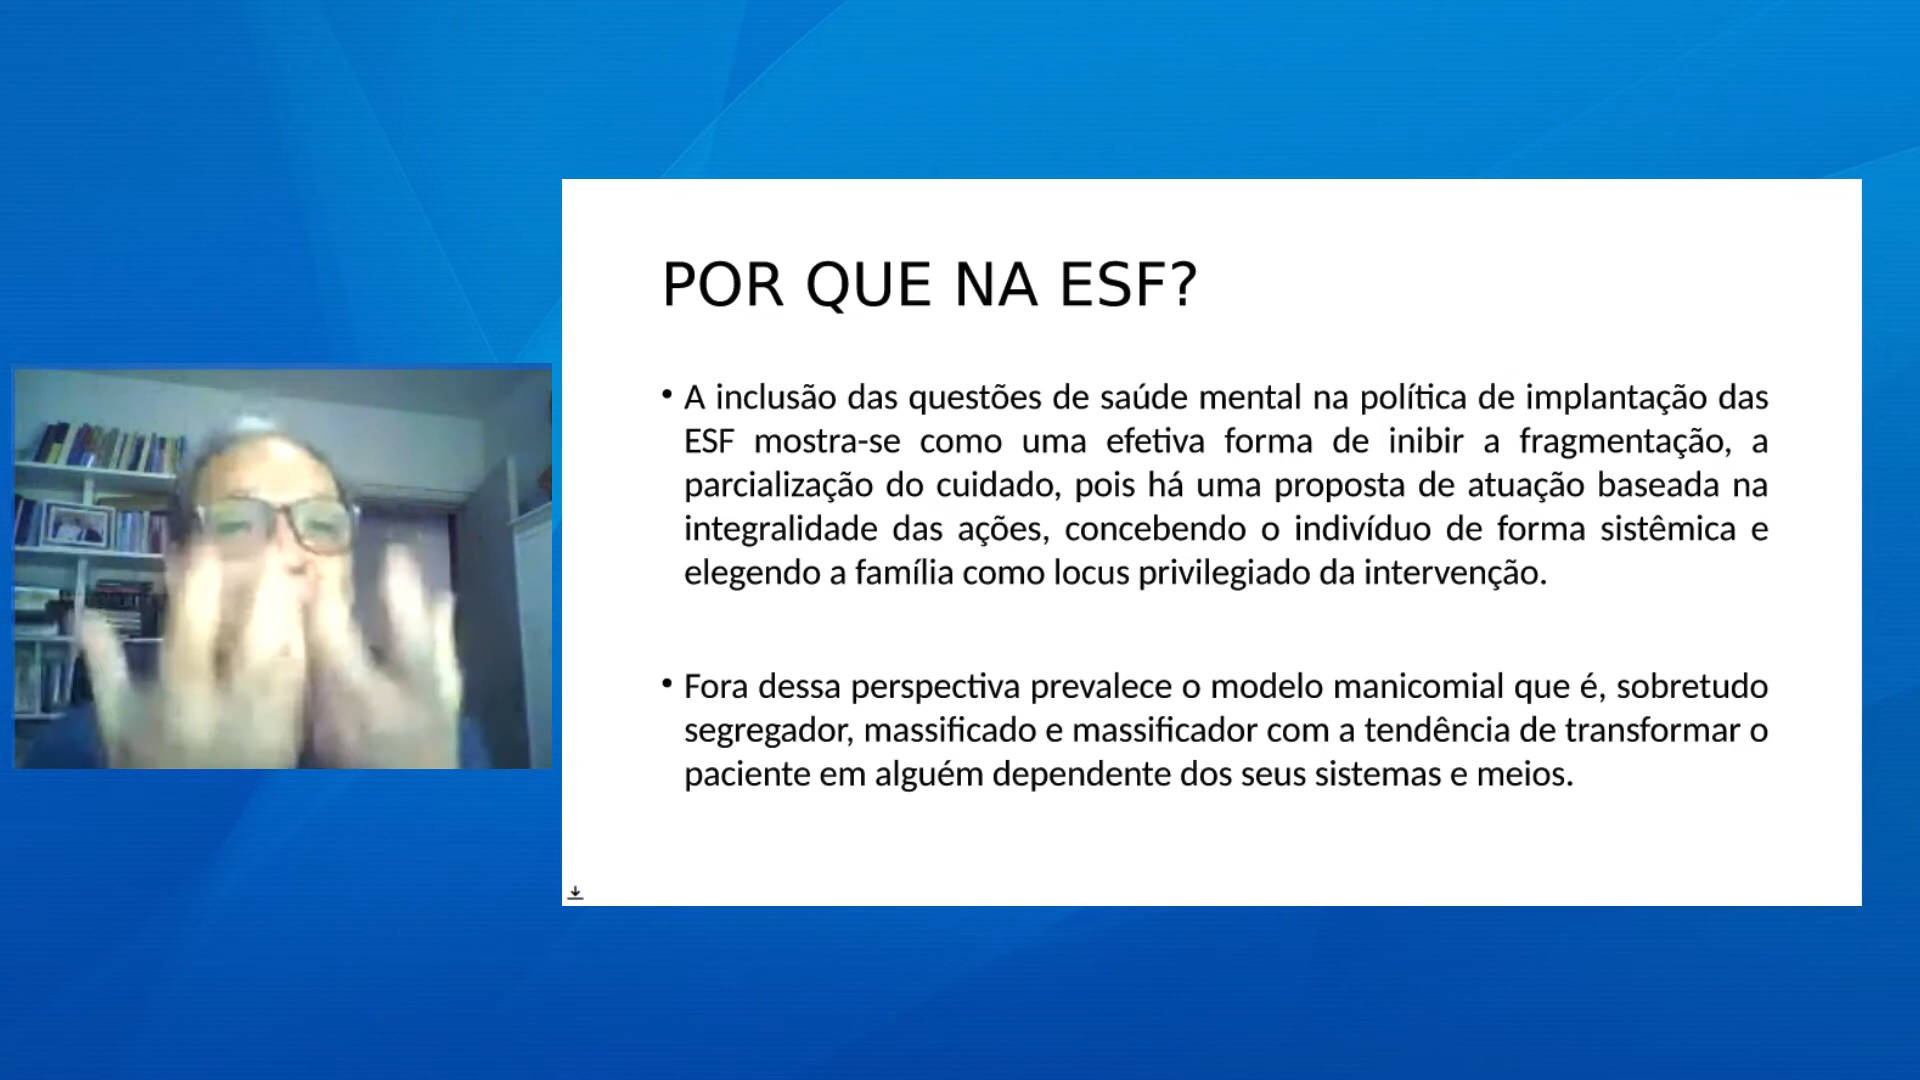 POR QUE NA ESF?
• A inclusão das questões de saúde mental na política de implantação das
ESF mostra-se como uma efetiva forma de inibir a fragmentação, a
parcialização do cuidado, pois há uma proposta de atuação baseada na
integralidade das ações, concebendo o indivíduo de forma sistêmica e
elegendo a família como locus privilegiado da intervenção.
• Fora dessa perspectiva prevalece o modelo manicomial que é, sobretudo
segregador, massificado e massificador com a tendência de transformar o
paciente em alguém dependente dos seus sistemas e meios.